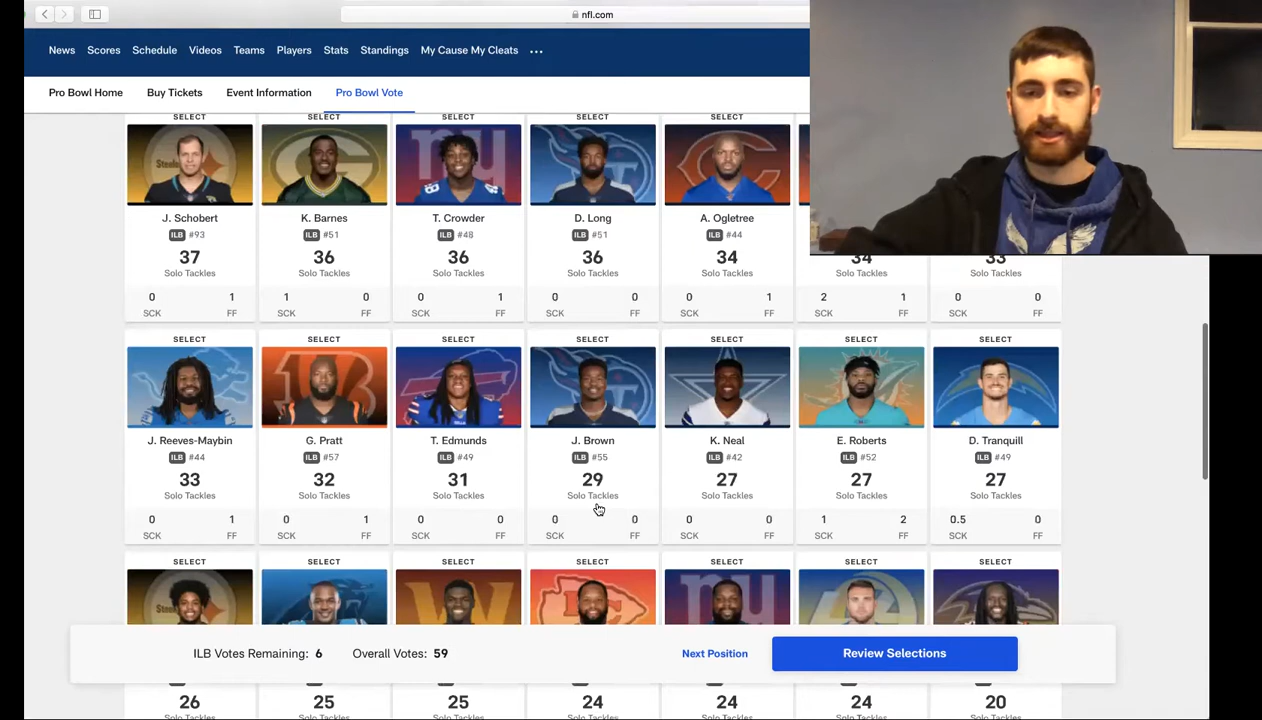 nfl.com
News Scores Schedule Videos Teams Players Stats Standings My Cause My Cleats ...
Pro Bowl Home Buy Tickets Event Information Pro Bowl Vote
SELECT SELECT SELECT SELECT SELECT
Steelers G ny C
J. Schobert K. Barnes T. Crowder D. Long A. Ogletree
ILB #93 ILB #51 ILB #48 ILB #51 ILB #44
37 36 36 36 34 34 33
Solo Tackles Solo Tackles Solo Tackles Solo Tackles Solo Tackles Solo Tackles Solo Tackles
0 1 1 0 0 1 0 0 0 1 2 1 0 0
SCK FF SCK FF SCK FF SCK FF SCK FF SCK FF SCK FF
SELECT SELECT SELECT SELECT SELECT SELECT SELECT
J. Reeves-Maybin G. Pratt T. Edmunds J. Brown K. Neal E. Roberts D. Tranquill
ILB #44 ILB #57 ILB #49 ILB #55 ILB #42 ILB #52 ILB #49
33 32 31 29 27 27 27
Solo Tackles Solo Tackles Solo Tackles Solo Tackles Solo Tackles Solo Tackles Solo Tackles
0 1 0 1 0 0 0 0 0 0 1 2 0.5 0
SCK FF SCK FF SCK FF SCK FF SCK FF SCK FF SCK FF
SELECT SELECT SELECT SELECT SELECT SELECT SELECT
Steelers W KC ny
ILB Votes Remaining: 6 Overall Votes: 59 Next Position Review Selections
26 25 25 24 24 24 20